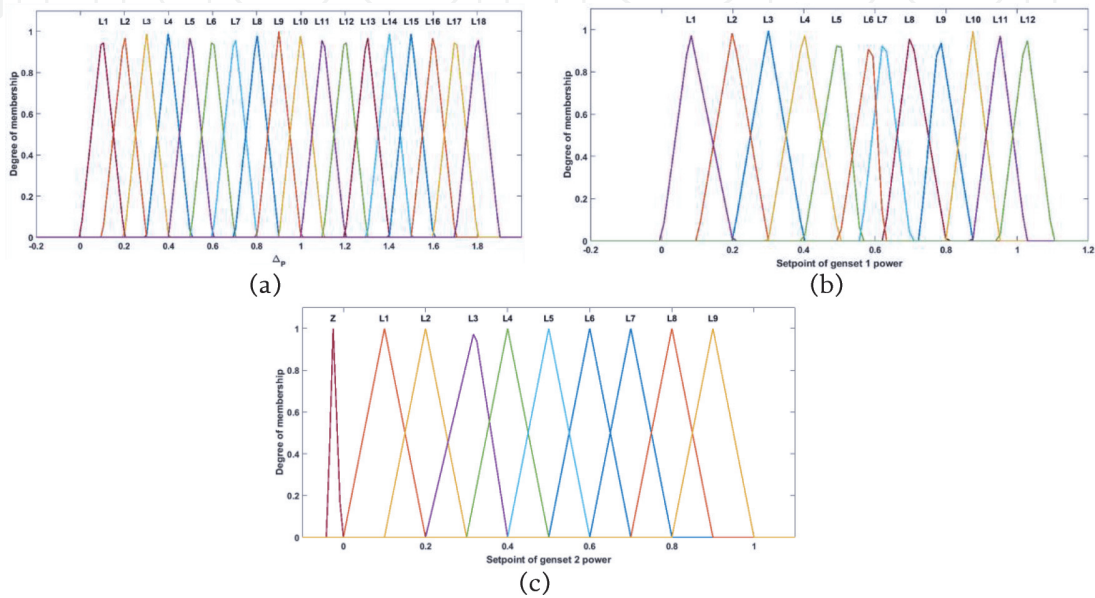 L1 L2 L3 L4 L5 L6 L7 L8 L9 L10 L11 L12 L13 L14 L15 L16 L17 L18
1
0.8
0.6
0.4
0.2
0
Degree of membership
-0.2 0 0.2 0.4 0.6 0.8 1 1.2 1.4 1.6 1.8
Δp
(a)
L1 L2 L3 L4 L5 L6 L7 L8 L9 L10 L11 L12
1
0.8
0.6
0.4
0.2
0
Degree of membership
-0.2 0 0.2 0.4 0.6 0.8 1 1.2
Setpoint of genset 1 power
(b)
Z L1 L2 L3 L4 L5 L6 L7 L8 L9
1
0.8
0.6
0.4
0.2
0
Degree of membership
0 0.2 0.4 0.6 0.8 1
Setpoint of genset 2 power
(c)